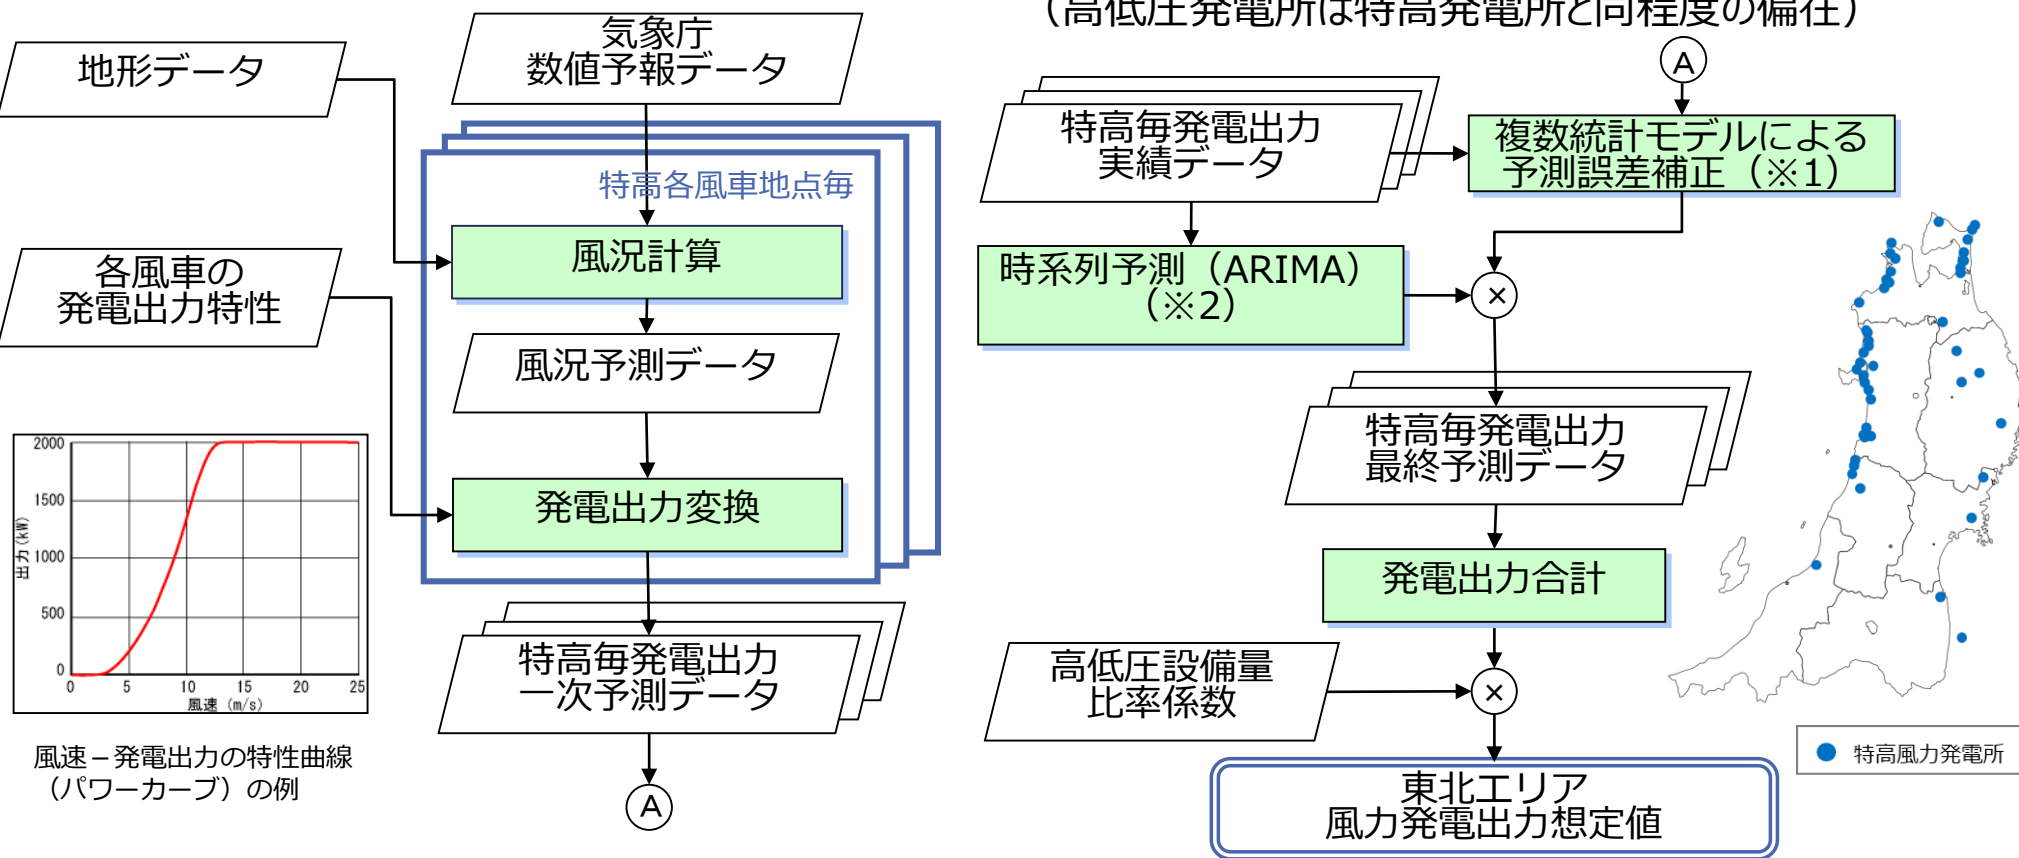 （高低圧発電所は特高発電所と同程度の偏在）
地形データ
気象庁
数値予報データ
特高各風車地点毎
風況計算
各風車の
発電出力特性
風況予測データ
発電出力変換
特高毎発電出力
一次予測データ
A
出力(kW)
2000
1500
1000
500
0
0 5 10 15 20 25
風速 (m/s)
風速－発電出力の特性曲線
（パワーカーブ）の例
A
特高毎発電出力
実績データ
複数統計モデルによる
予測誤差補正（※1）
時系列予測（ARIMA）
（※2）
×
特高毎発電出力
最終予測データ
発電出力合計
高低圧設備量
比率係数
×
東北エリア
風力発電出力想定値
特高風力発電所